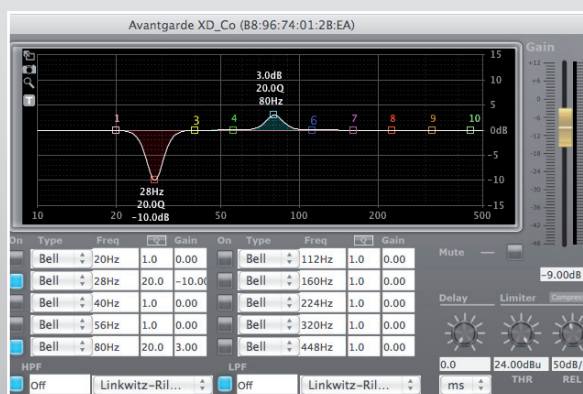 Avantgarde XD_Co (B8:96:74:01:2B:EA)
Gain
15
10
5
0dB
-5
-10
-15
3.0dB
20.0Q
80Hz
1 3 4 6 7 8 9 10
28Hz
20.0Q
-10.0dB
10 20 50 100 200 500
+12
+6
0
-6
-12
-18
-24
-30
-36
-42
-48
On Type Freq Q Gain On Type Freq Q Gain
Bell 20Hz 1.0 0.00 Bell 112Hz 1.0 0.00
Bell 28Hz 20.0 -10.00 Bell 160Hz 1.0 0.00
Bell 40Hz 1.0 0.00 Bell 224Hz 1.0 0.00
Bell 56Hz 1.0 0.00 Bell 320Hz 1.0 0.00
Bell 80Hz 20.0 3.00 Bell 448Hz 1.0 0.00
HPF LPF
Off Linkwitz-Ril... Off Linkwitz-Ril...
Mute
-9.00dB
Delay Limiter
0.0 24.00dBu 50dB/
ms THR REL